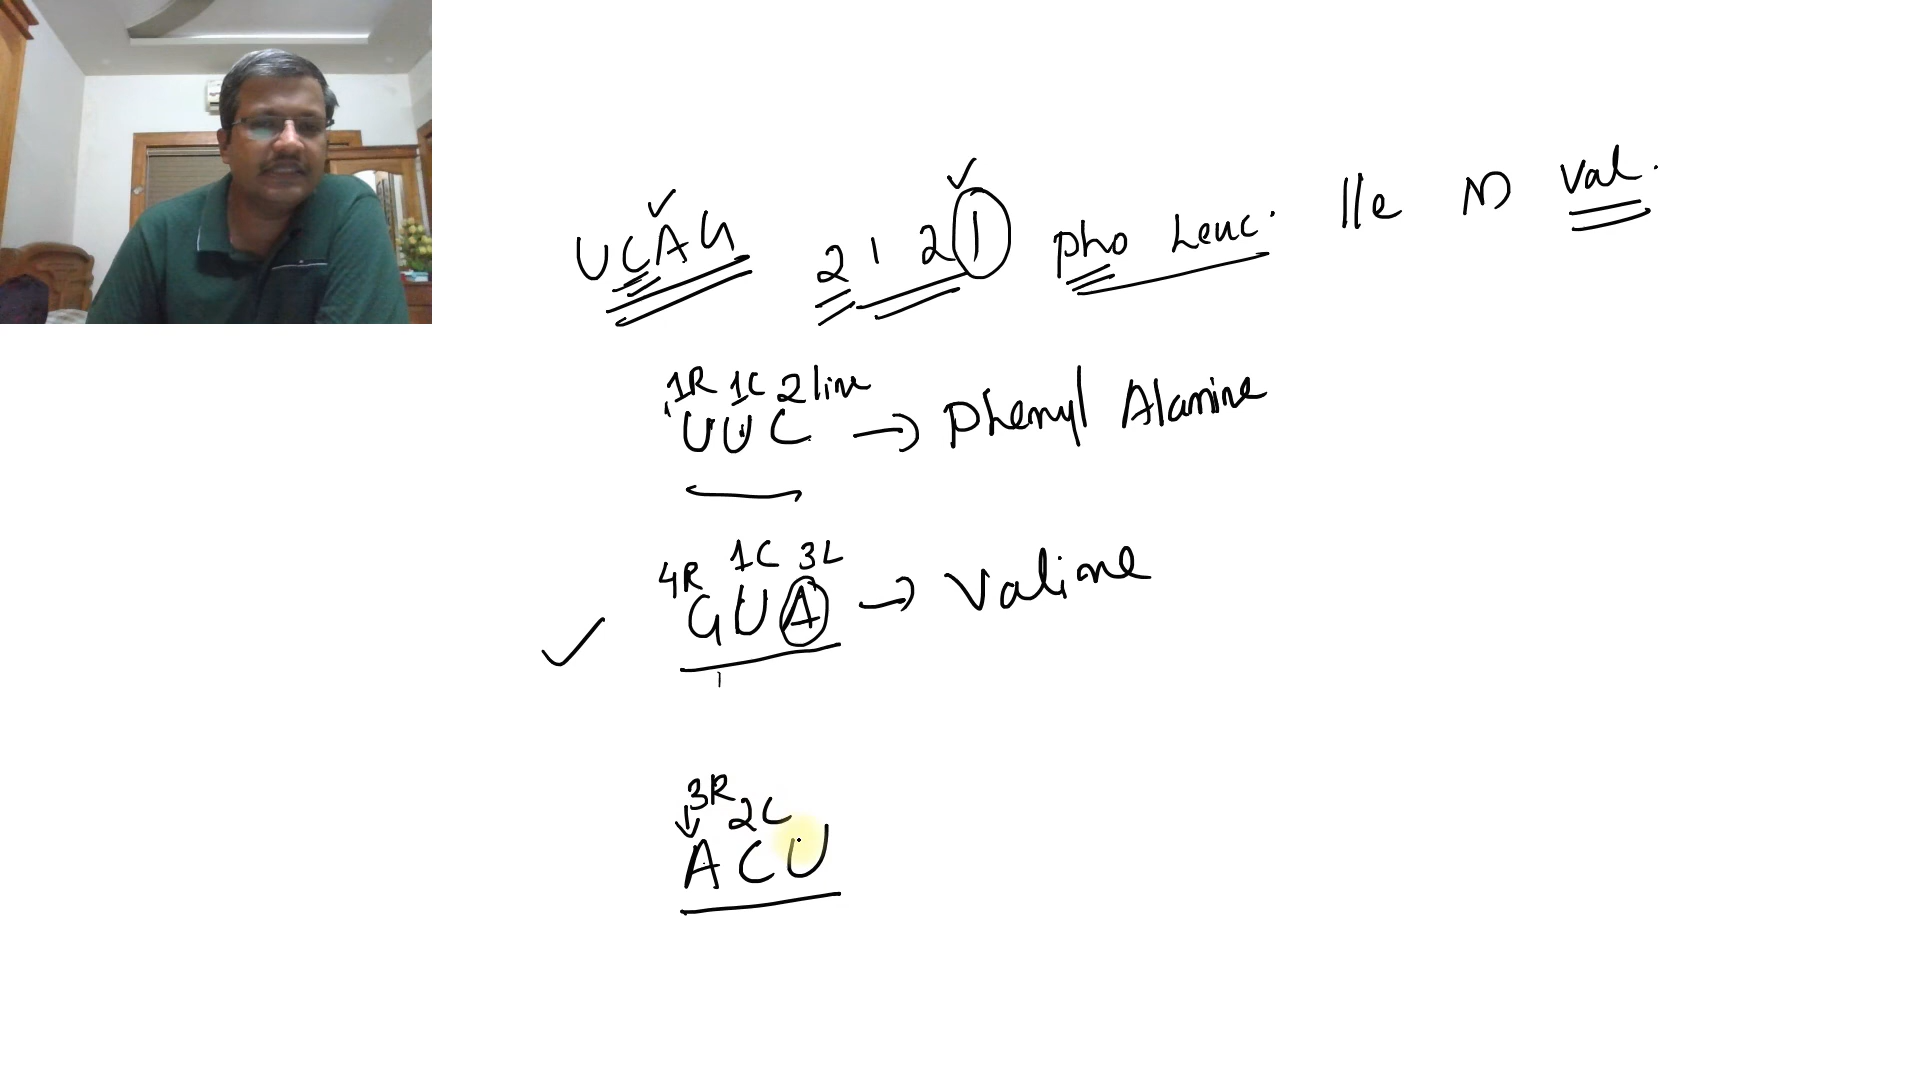 UCAG 2 1 2 1 pho Leuc. Ile M Val.
1R 1C 2 line
UUC → Phenyl Alanine
4R 1C 3L
GUA → Valine
3R 2C
ACU